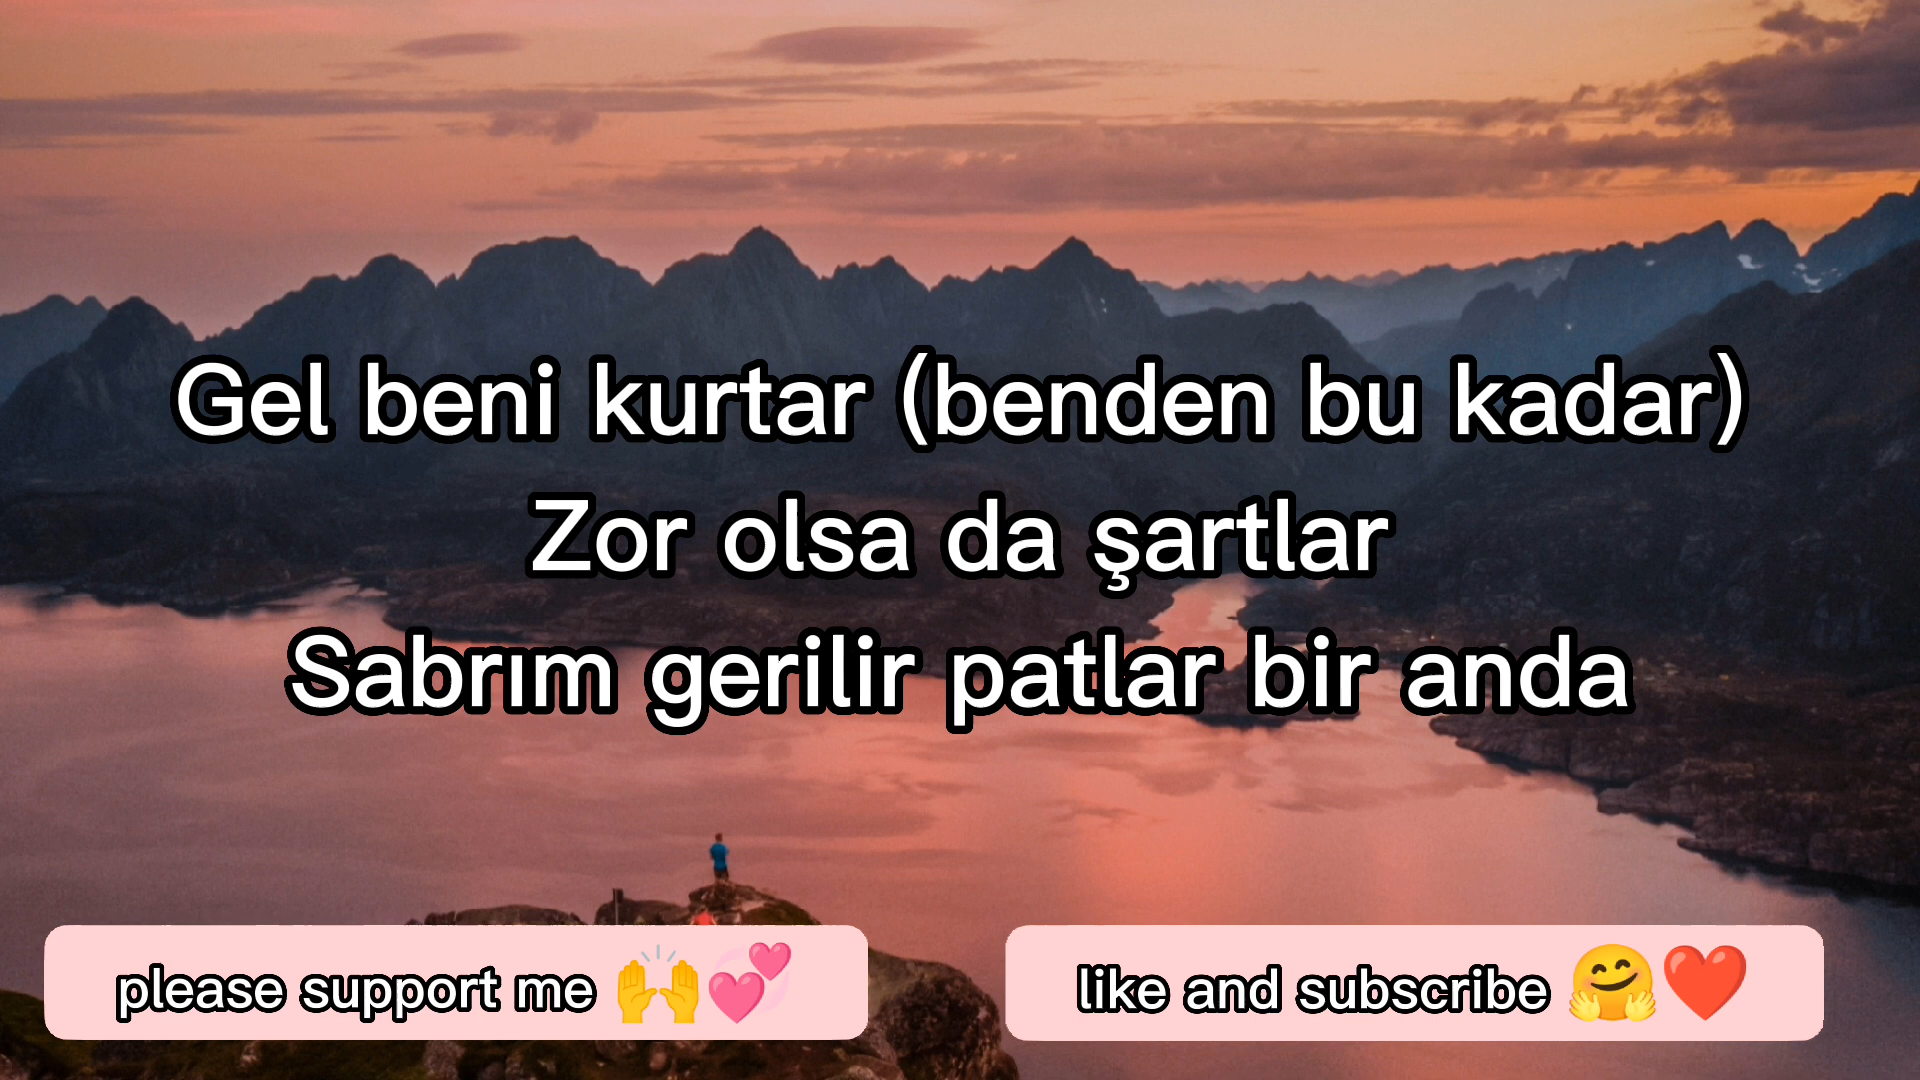 Gel beni kurtar (benden bu kadar)
Zor olsa da şartlar
Sabrım gerilir patlar bir anda
please support me 🙌💞
like and subscribe 🤗❤️